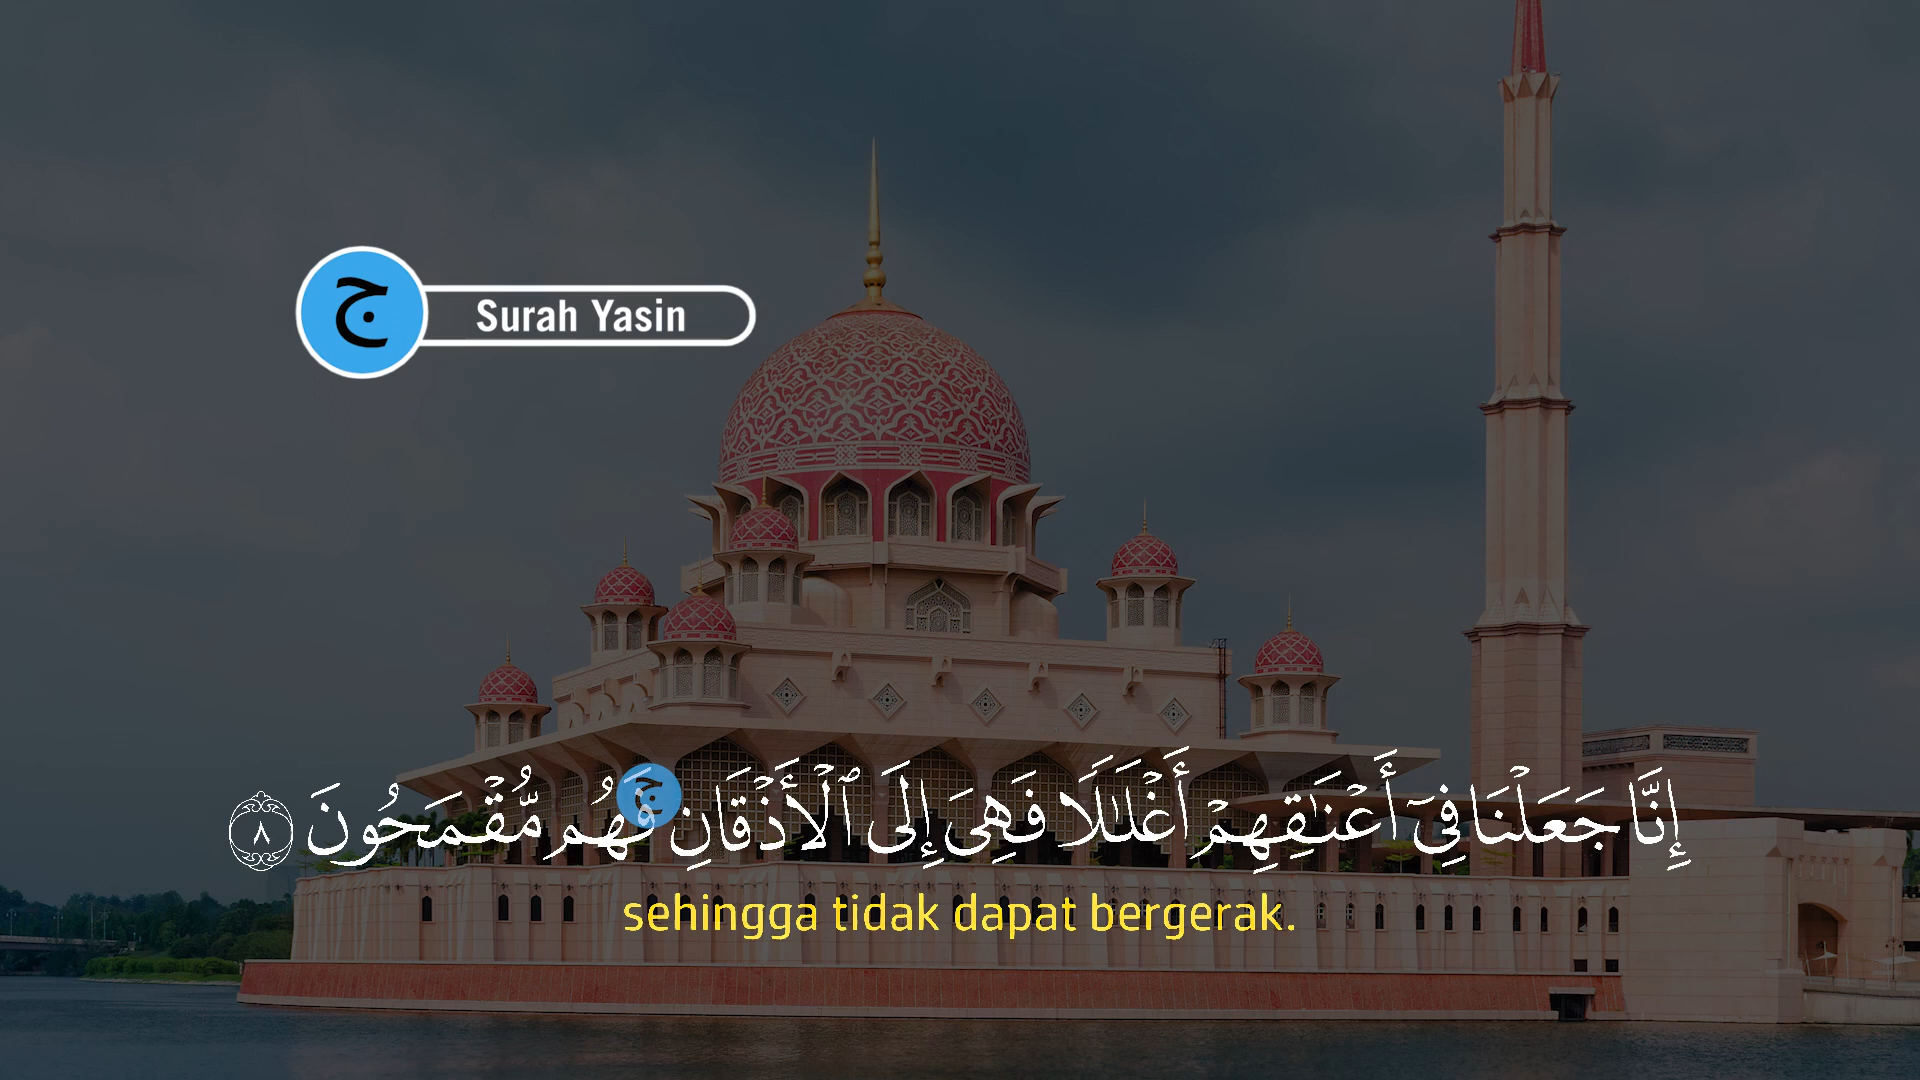 ج
Surah Yasin
إِنَّا جَعَلْنَا فِىٓ أَعْنَـٰقِهِمْ أَغْلَـٰلًا فَهِىَ إِلَى ٱلْأَذْقَانِ فَهُم مُّقْمَحُونَ ٨
ج
sehingga tidak dapat bergerak.